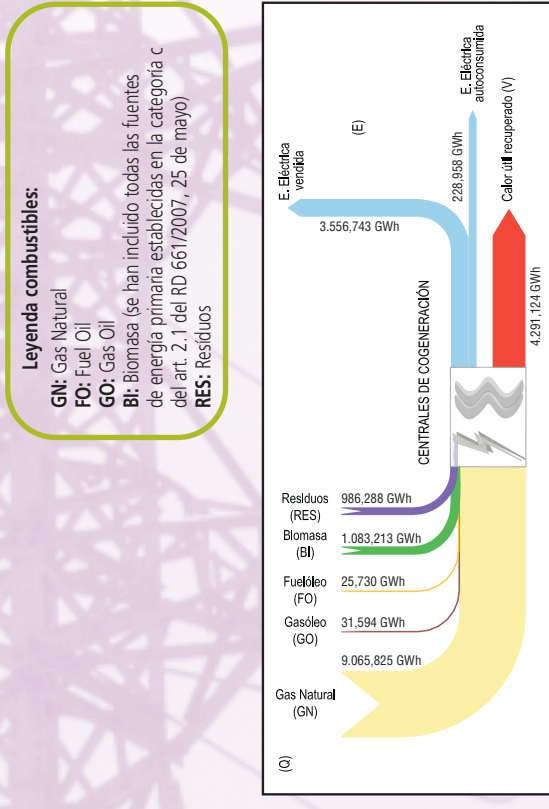 Leyenda combustibles:
GN: Gas Natural
FO: Fuel Oil
GO: Gas Oil
BI: Biomasa (se han incluido todas las fuentes
de energía primaria establecidas en la categoría c
del art. 2.1 del RD 661/2007, 25 de mayo)
RES: Resíduos
(Q)
Gas Natural
(GN)
9.065,825 GWh
Gasóleo
(GO)
31,594 GWh
Fuelóleo
(FO)
25,730 GWh
Biomasa
(BI)
1.083,213 GWh
Resíduos
(RES)
986,288 GWh
CENTRALES DE COGENERACIÓN
E. Eléctrica
vendida
3.556,743 GWh
(E)
E. Eléctrica
autoconsumida
228,958 GWh
Calor útil recuperado (V)
4.291,124 GWh